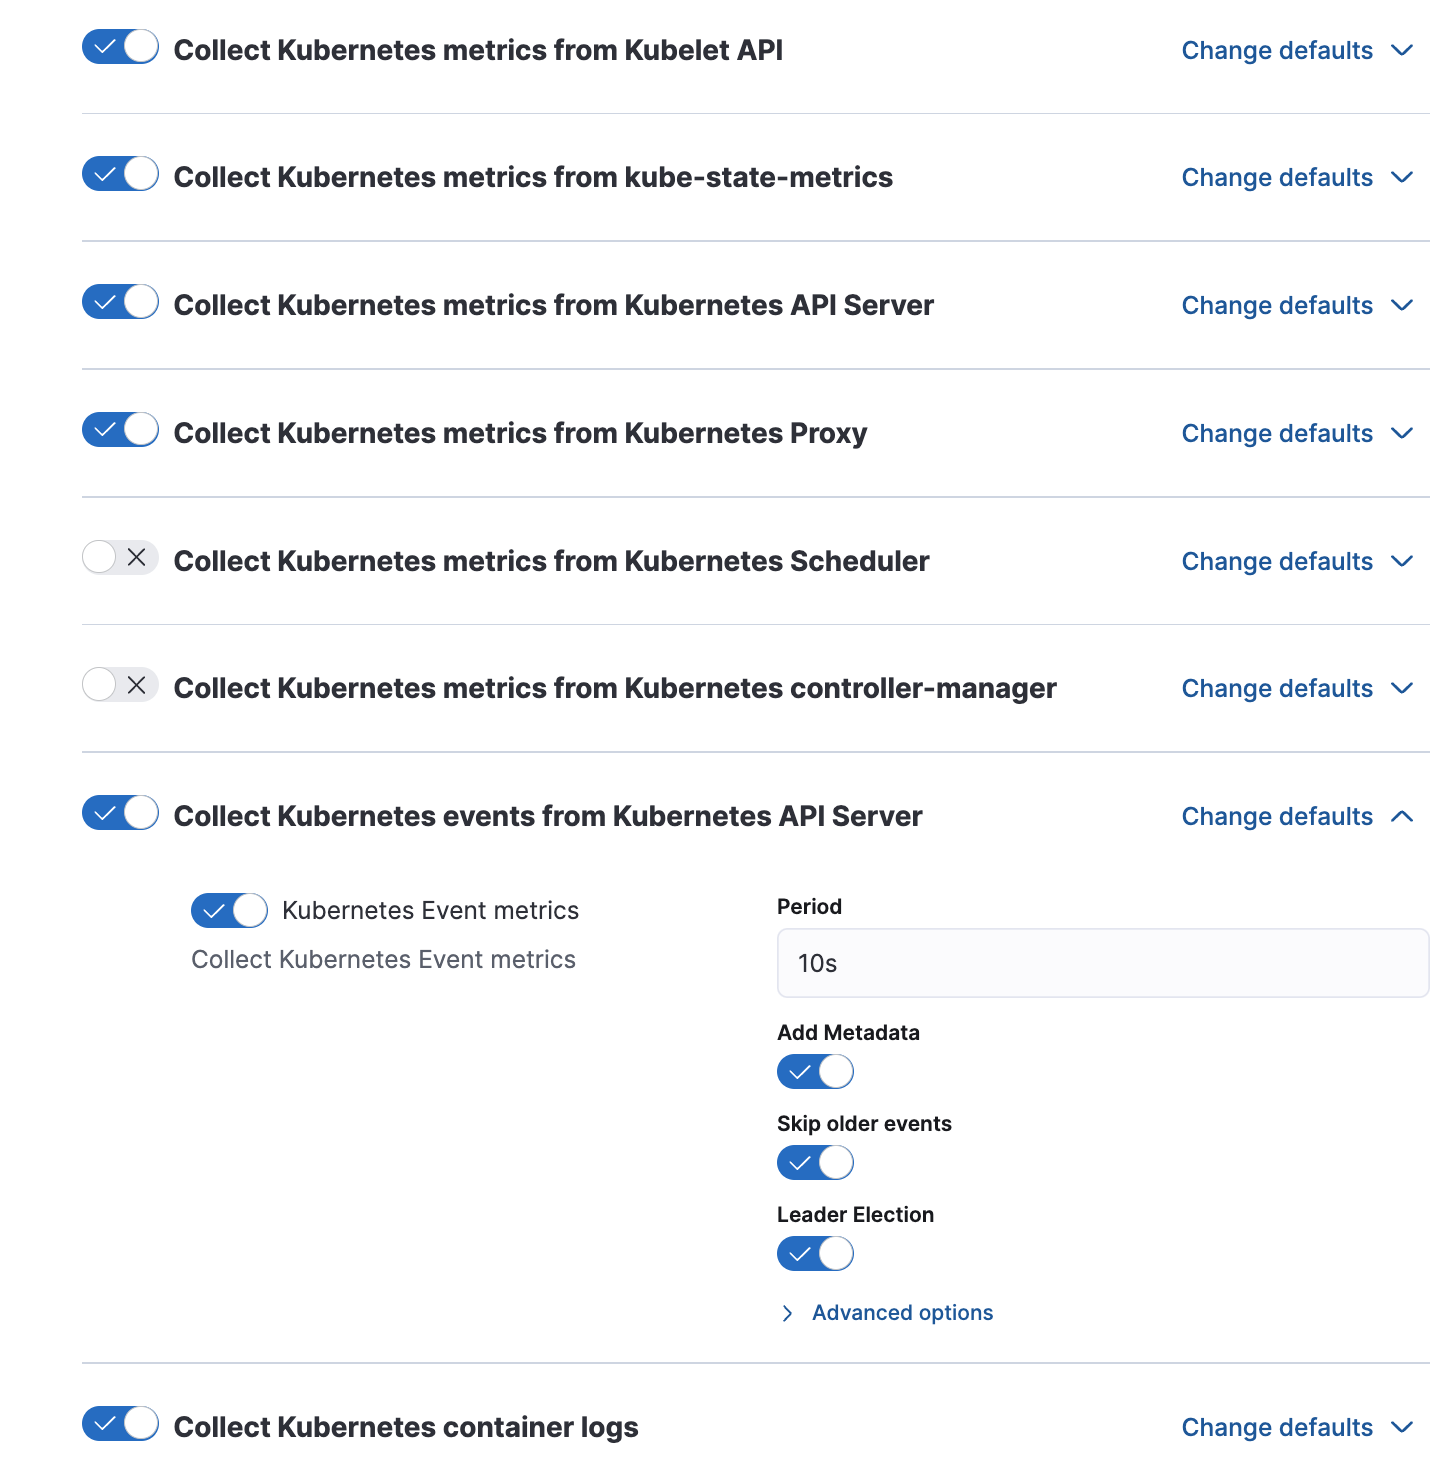 Collect Kubernetes metrics from Kubelet API Change defaults
Collect Kubernetes metrics from kube-state-metrics Change defaults
Collect Kubernetes metrics from Kubernetes API Server Change defaults
Collect Kubernetes metrics from Kubernetes Proxy Change defaults
Collect Kubernetes metrics from Kubernetes Scheduler Change defaults
Collect Kubernetes metrics from Kubernetes controller-manager Change defaults
Collect Kubernetes events from Kubernetes API Server Change defaults
Kubernetes Event metrics
Collect Kubernetes Event metrics
Period
10s
Add Metadata
Skip older events
Leader Election
Advanced options
Collect Kubernetes container logs Change defaults